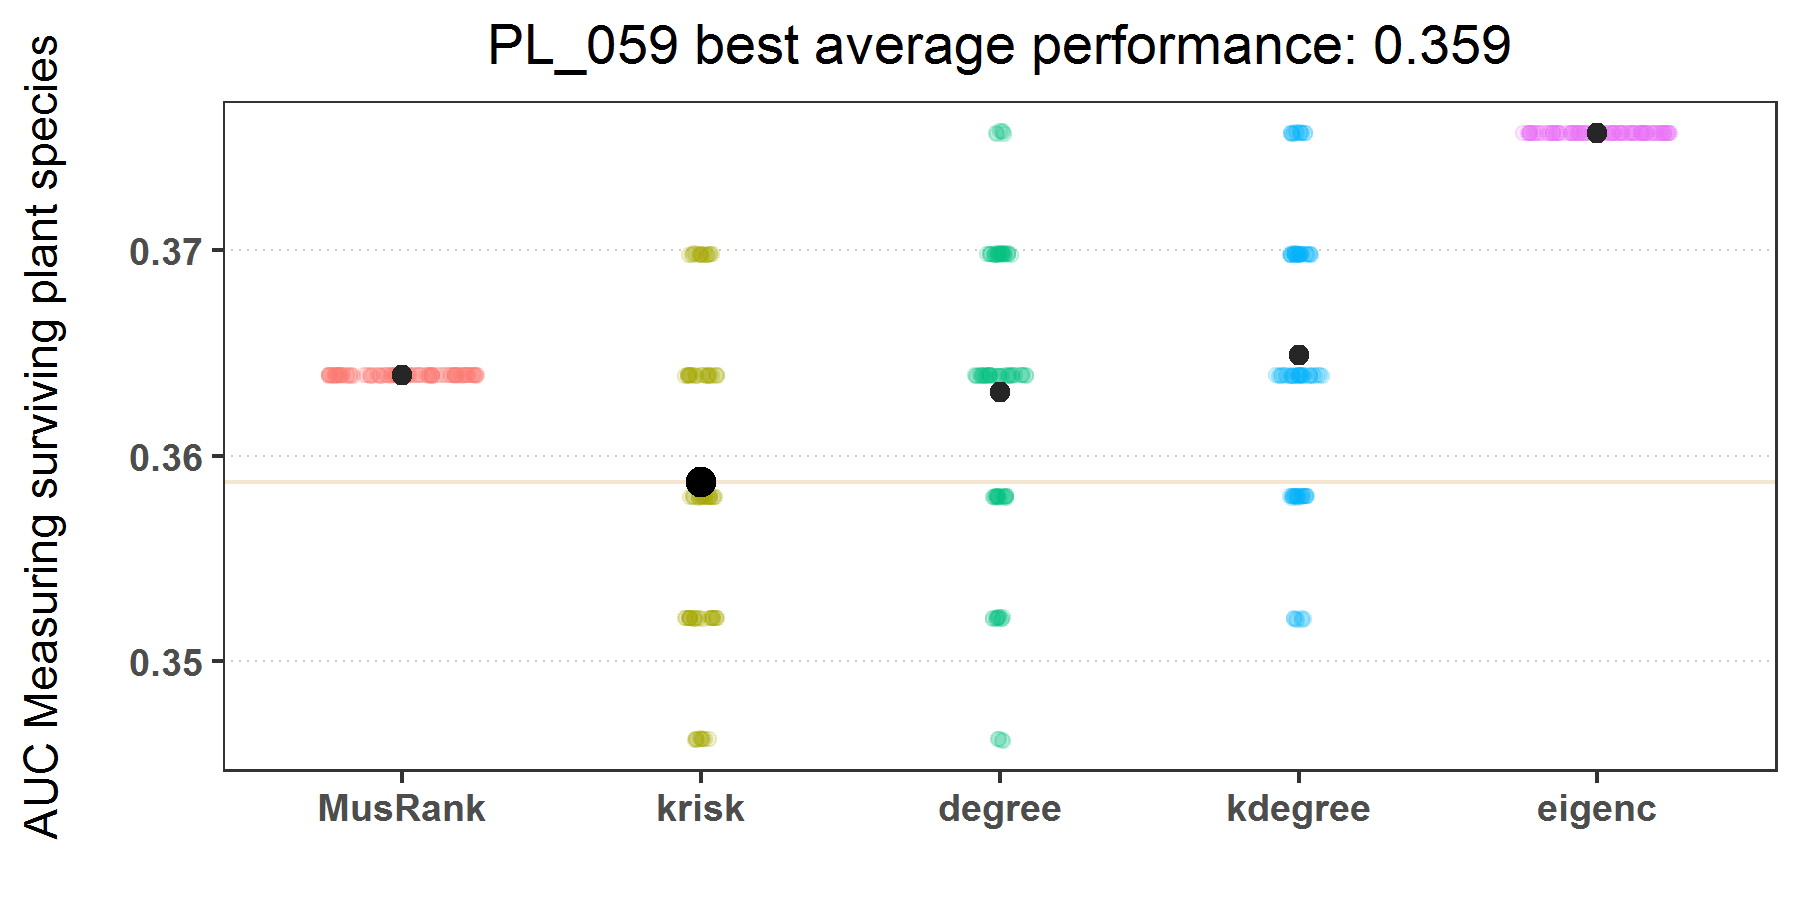 PL_059 best average performance: 0.359
AUC Measuring surviving plant species
0.37
0.36
0.35
MusRank krisk degree kdegree eigenc